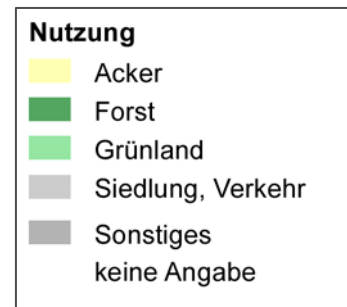 Nutzung
Acker
Forst
Grünland
Siedlung, Verkehr
Sonstiges
keine Angabe